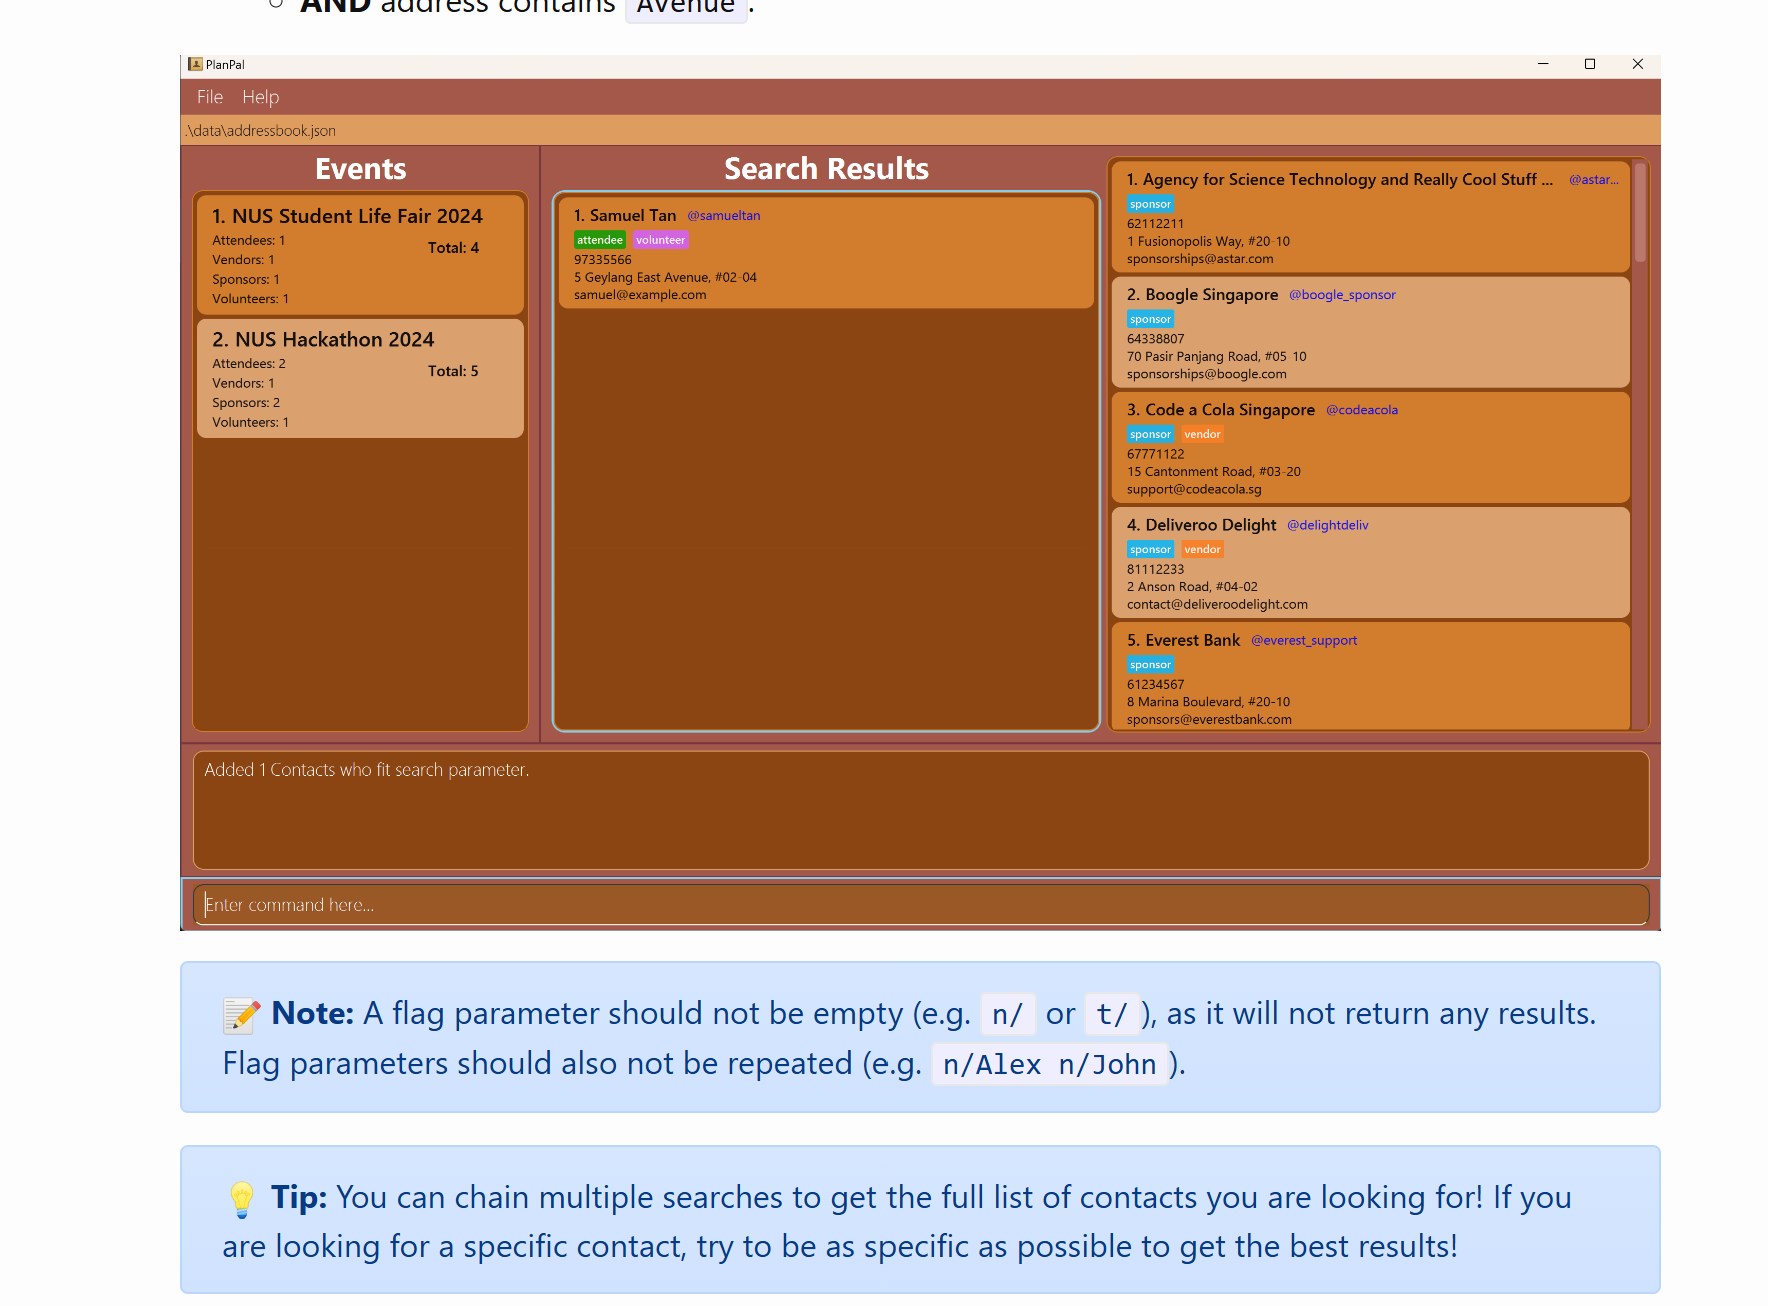 AND address contains Avenue .
PlanPal
File Help
.\data\addressbook.json
Events
1. NUS Student Life Fair 2024
Attendees: 1
Total: 4
Vendors: 1
Sponsors: 1
Volunteers: 1
2. NUS Hackathon 2024
Attendees: 2
Total: 5
Vendors: 1
Sponsors: 2
Volunteers: 1
Search Results
1. Samuel Tan @samueltan
attendee volunteer
97335566
5 Geylang East Avenue, #02-04
samuel@example.com
1. Agency for Science Technology and Really Cool Stuff ... @astar...
sponsor
62112211
1 Fusionopolis Way, #20-10
sponsorships@astar.com
2. Boogle Singapore @boogle_sponsor
sponsor
64338807
70 Pasir Panjang Road, #05-10
sponsorships@boogle.com
3. Code a Cola Singapore @codeacola
sponsor vendor
67771122
15 Cantonment Road, #03-20
support@codeacola.sg
4. Deliveroo Delight @delightdeliv
sponsor vendor
81112233
2 Anson Road, #04-02
contact@deliveroodelight.com
5. Everest Bank @everest_support
sponsor
61234567
8 Marina Boulevard, #20-10
sponsors@everestbank.com
Added 1 Contacts who fit search parameter.
Enter command here...
Note: A flag parameter should not be empty (e.g. n/ or t/ ), as it will not return any results.
Flag parameters should also not be repeated (e.g. n/Alex n/John ).
Tip: You can chain multiple searches to get the full list of contacts you are looking for! If you
are looking for a specific contact, try to be as specific as possible to get the best results!